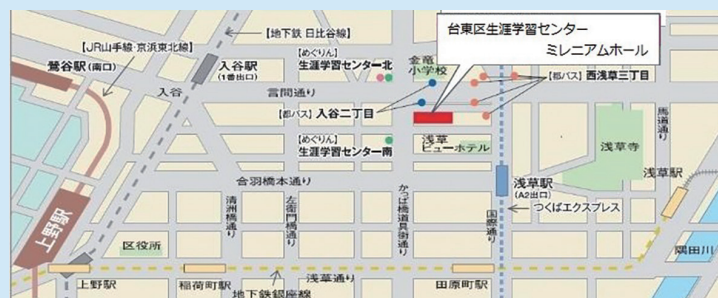 台東区生涯学習センター
ミレニアムホール
【地下鉄 日比谷線】
【JR山手線・京浜東北線】
鶯谷駅(南口)
入谷駅
(1番出口)
【めぐりん】
生涯学習センター北
金竜
小学校
【都バス】 西浅草三丁目
入谷
言問通り
【都バス】 入谷二丁目
馬道通り
【めぐりん】
生涯学習センター南
浅草
ビューホテル
浅草寺
合羽橋本通り
浅草駅
(A2出口)
浅草駅
つくばエクスプレス
清洲橋通り
左衛門橋通り
かっぱ橋道具街通り
国際通り
上野駅
区役所
隅田川
上野駅
稲荷町駅
浅草通り
田原町駅
地下鉄銀座線